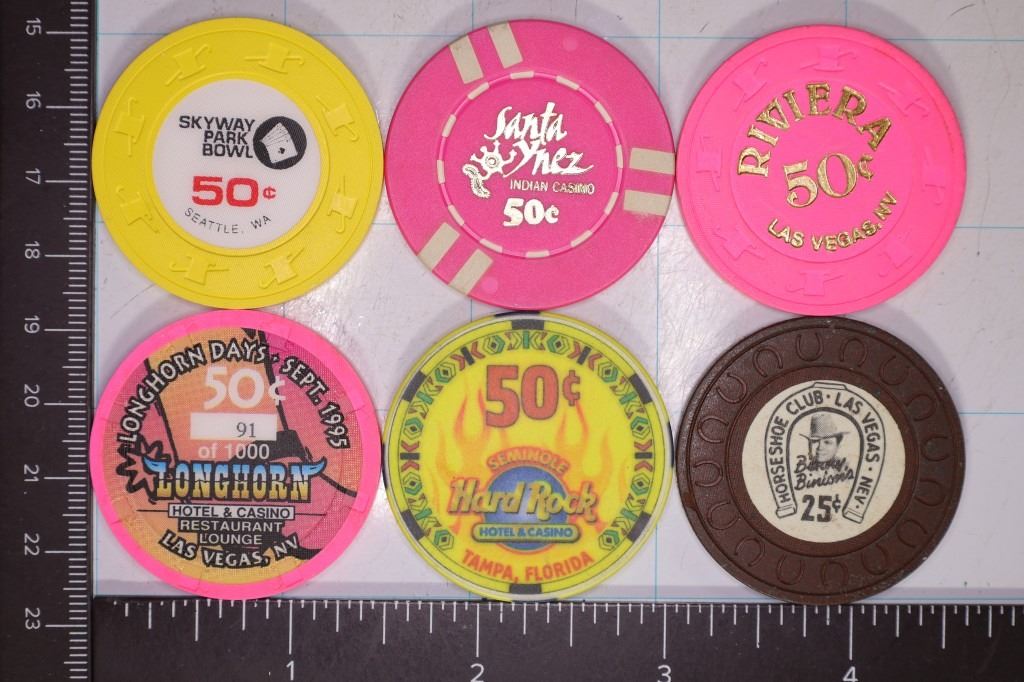 SKYWAY
PARK
BOWL
50¢
SEATTLE, WA
Santa
Ynez
INDIAN CASINO
50¢
RIVIERA
50¢
LAS VEGAS, NV
LONGHORN DAYS · SEPT. 1995
50¢
91
of 1000
LONGHORN
HOTEL & CASINO
RESTAURANT
LOUNGE
LAS VEGAS, NV
50¢
SEMINOLE
Hard Rock
HOTEL & CASINO
TAMPA, FLORIDA
HORSESHOE CLUB · LAS VEGAS · NEV ·
Benny
Binion's
25¢
15
16
17
18
19
20
21
22
23
1 2 3 4